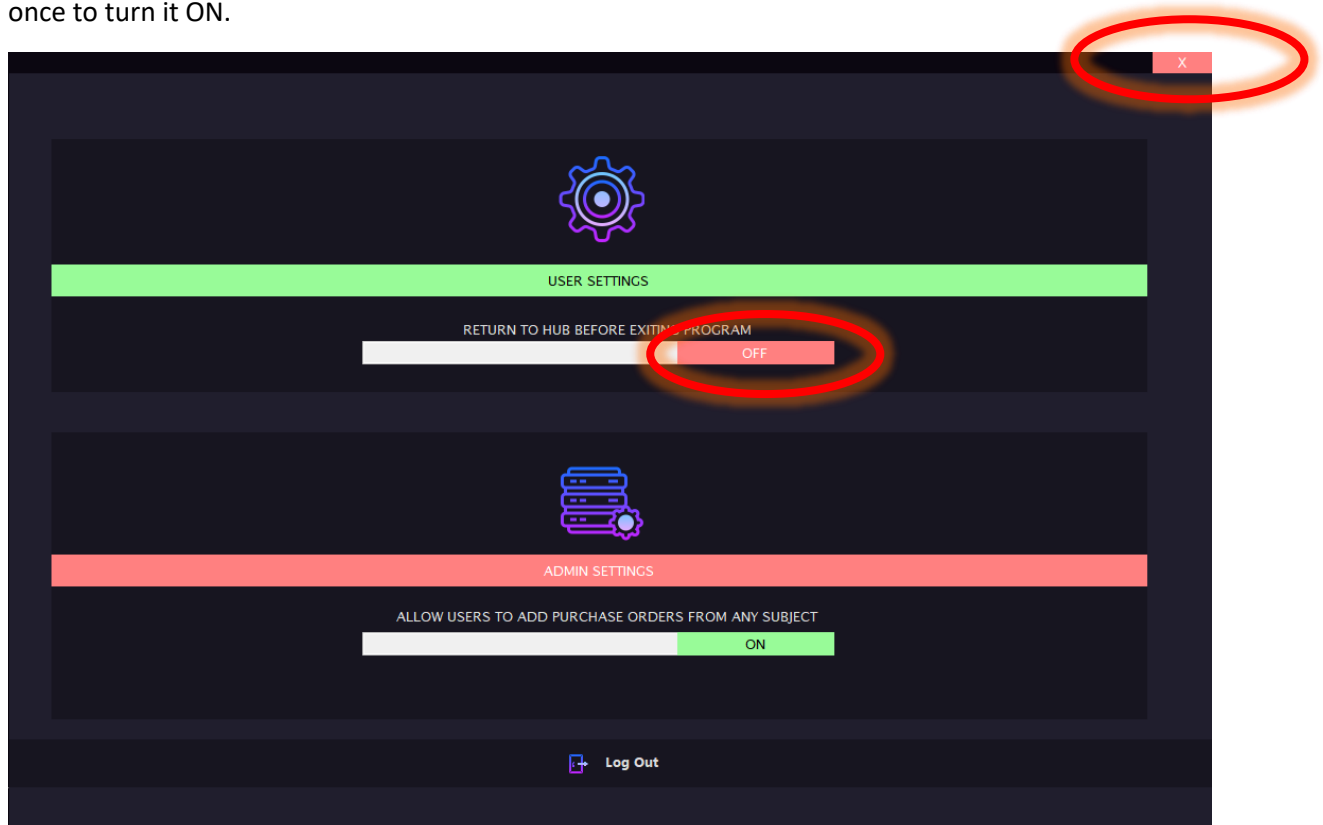 once to turn it ON.
X
USER SETTINGS
RETURN TO HUB BEFORE EXITING PROGRAM
OFF
ADMIN SETTINGS
ALLOW USERS TO ADD PURCHASE ORDERS FROM ANY SUBJECT
ON
Log Out